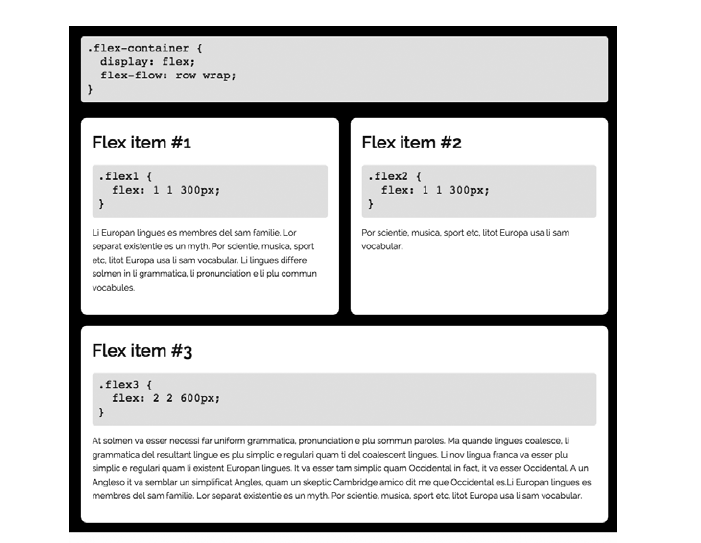 .flex-container {
  display: flex;
  flex-flow: row wrap;
}
Flex item #1
.flex1 {
  flex: 1 1 300px;
}
Li Europan lingues es membres del sam familie. Lor
separat existentie es un myth. Por scientie, musica, sport
etc, litot Europa usa li sam vocabular. Li lingues differe
solmen in li grammatica, li pronunciation e li plu commun
vocabules.
Flex item #2
.flex2 {
  flex: 1 1 300px;
}
Por scientie, musica, sport etc, litot Europa usa li sam
vocabular.
Flex item #3
.flex3 {
  flex: 2 2 600px;
}
At solmen va esser necessi far uniform grammatica, pronunciation e plu sommun paroles. Ma quande lingues coalesce, li
grammatica del resultant lingue es plu simplic e regulari quam ti del coalescent lingues. Li nov lingua franca va esser plu
simplic e regulari quam li existent Europan lingues. It va esser tam simplic quam Occidental in fact, it va esser Occidental. A un
Angleso it va semblar un simplificat Angles, quam un skeptic Cambridge amico dit me que Occidental es.Li Europan lingues es
membres del sam familie. Lor separat existentie es un myth. Por scientie, musica, sport etc, litot Europa usa li sam vocabular.